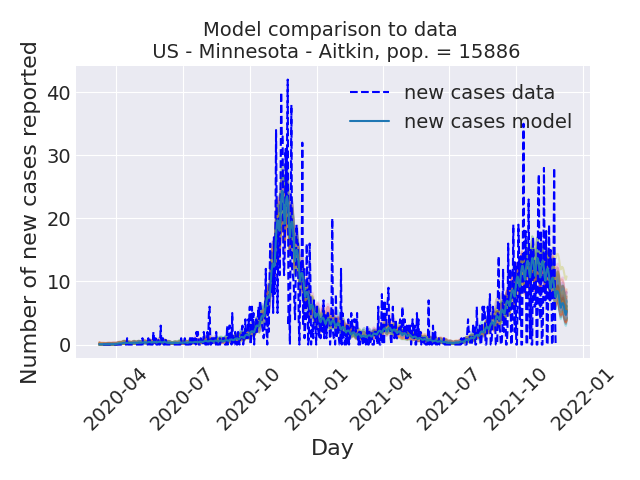 Model comparison to data
US - Minnesota - Aitkin, pop. = 15886
Number of new cases reported
40
30
20
10
0
new cases data
new cases model
2020-04
2020-07
2020-10
2021-01
2021-04
2021-07
2021-10
2022-01
Day